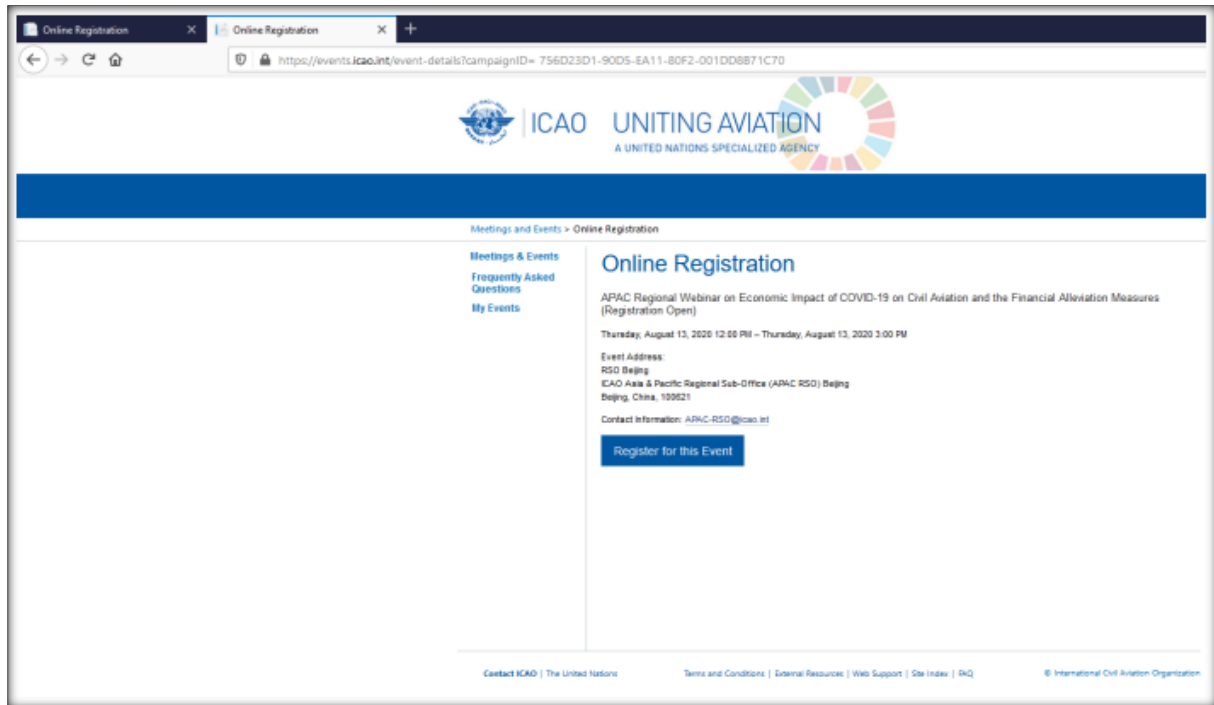 Online Registration
Online Registration
https://events.icao.int/event-details?campaignID= 756D23D1-90D5-EA11-80F2-001DD8B71C70
ICAO
UNITING AVIATION
A UNITED NATIONS SPECIALIZED AGENCY
Meetings and Events > Online Registration
Meetings & Events
Frequently Asked
Questions
My Events
Online Registration
APAC Regional Webinar on Economic Impact of COVID-19 on Civil Aviation and the Financial Alleviation Measures
(Registration Open)
Thursday, August 13, 2020 12:00 PM – Thursday, August 13, 2020 3:00 PM
Event Address:
RSO Beijing
ICAO Asia & Pacific Regional Sub-Office (APAC RSO) Beijing
Beijing, China, 100621
Contact Information: APAC-RSO@icao.int
Register for this Event
Contact ICAO | The United Nations
Terms and Conditions | External Resources | Web Support | Site Index | FAQ
© International Civil Aviation Organization